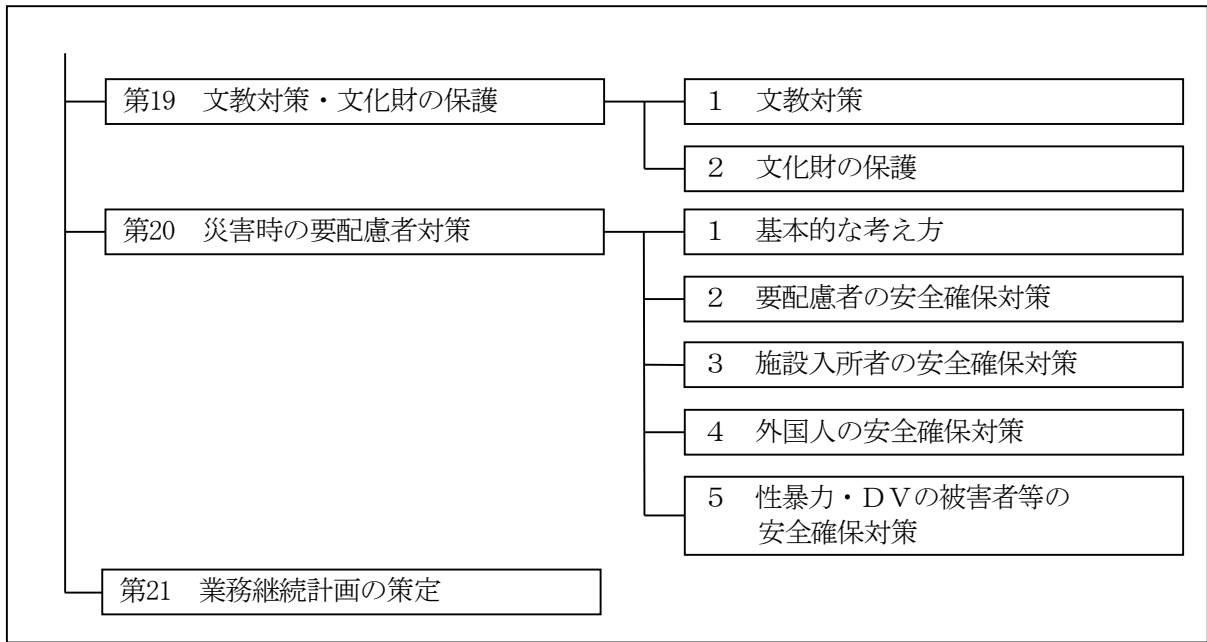 第19　文教対策・文化財の保護
１　文教対策
２　文化財の保護
第20　災害時の要配慮者対策
１　基本的な考え方
２　要配慮者の安全確保対策
３　施設入所者の安全確保対策
４　外国人の安全確保対策
５　性暴力・ＤＶの被害者等の
安全確保対策
第21　業務継続計画の策定